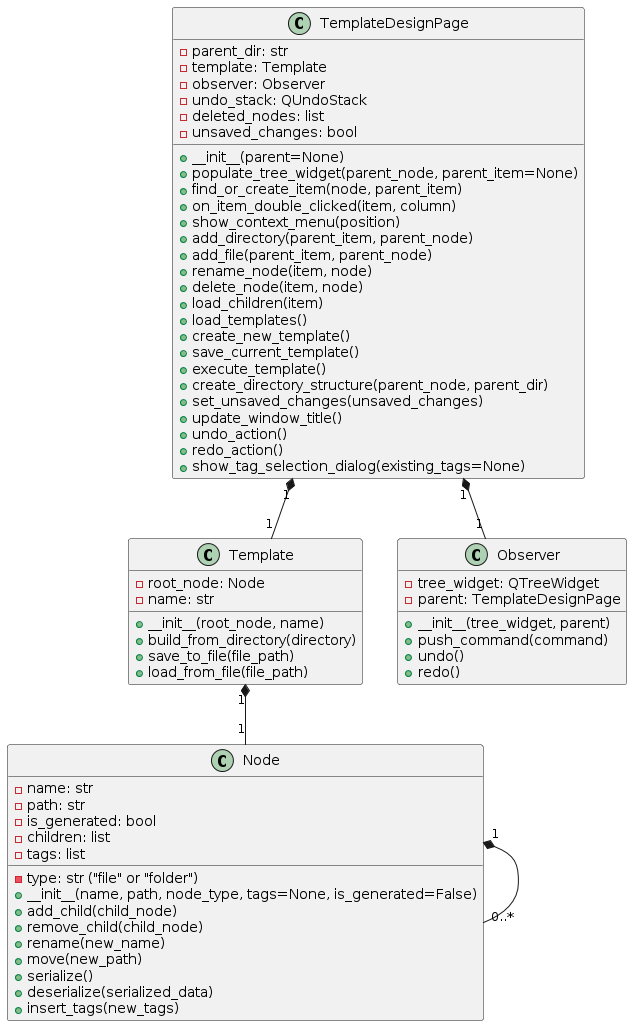 C TemplateDesignPage
parent_dir: str
template: Template
observer: Observer
undo_stack: QUndoStack
deleted_nodes: list
unsaved_changes: bool
__init__(parent=None)
populate_tree_widget(parent_node, parent_item=None)
find_or_create_item(node, parent_item)
on_item_double_clicked(item, column)
show_context_menu(position)
add_directory(parent_item, parent_node)
add_file(parent_item, parent_node)
rename_node(item, node)
delete_node(item, node)
load_children(item)
load_templates()
create_new_template()
save_current_template()
execute_template()
create_directory_structure(parent_node, parent_dir)
set_unsaved_changes(unsaved_changes)
update_window_title()
undo_action()
redo_action()
show_tag_selection_dialog(existing_tags=None)
1
1
1
1
C Template
root_node: Node
name: str
__init__(root_node, name)
build_from_directory(directory)
save_to_file(file_path)
load_from_file(file_path)
C Observer
tree_widget: QTreeWidget
parent: TemplateDesignPage
__init__(tree_widget, parent)
push_command(command)
undo()
redo()
1
1
C Node
name: str
path: str
is_generated: bool
children: list
tags: list
type: str ("file" or "folder")
__init__(name, path, node_type, tags=None, is_generated=False)
add_child(child_node)
remove_child(child_node)
rename(new_name)
move(new_path)
serialize()
deserialize(serialized_data)
insert_tags(new_tags)
1
0..*